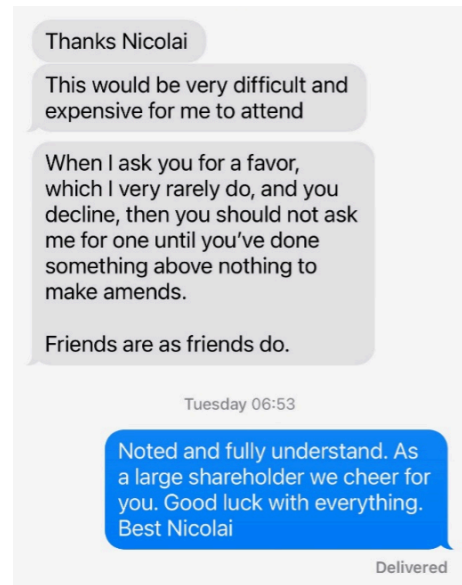 Thanks Nicolai
This would be very difficult and
expensive for me to attend
When I ask you for a favor,
which I very rarely do, and you
decline, then you should not ask
me for one until you’ve done
something above nothing to
make amends.
Friends are as friends do.
Tuesday 06:53
Noted and fully understand. As
a large shareholder we cheer for
you. Good luck with everything.
Best Nicolai
Delivered